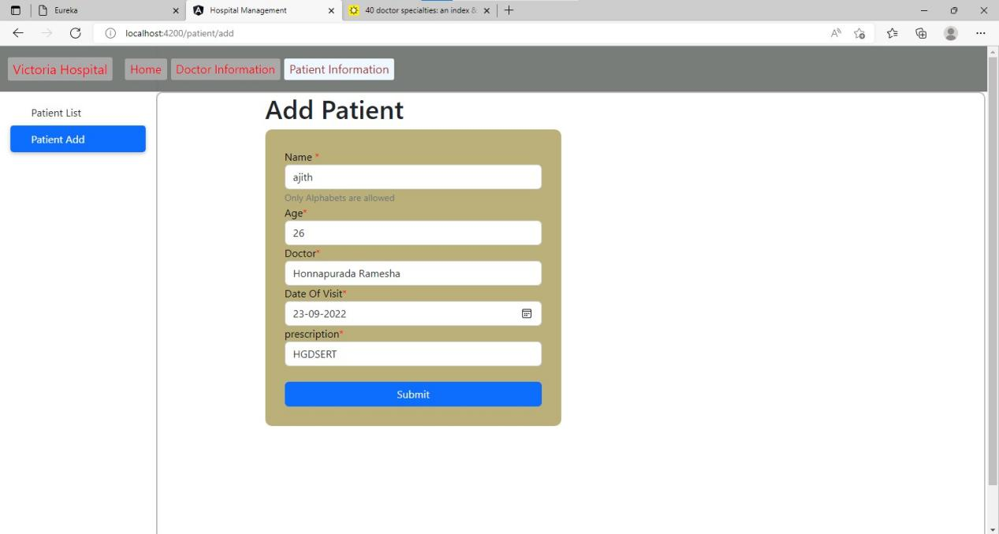 Eureka
Hospital Management
40 doctor specialties: an index &
localhost:4200/patient/add
Victoria Hospital Home Doctor Information Patient Information
Patient List
Patient Add
Add Patient
Name *
ajith
Only Alphabets are allowed
Age*
26
Doctor*
Honnapurada Ramesha
Date Of Visit*
23-09-2022
prescription*
HGDSERT
Submit